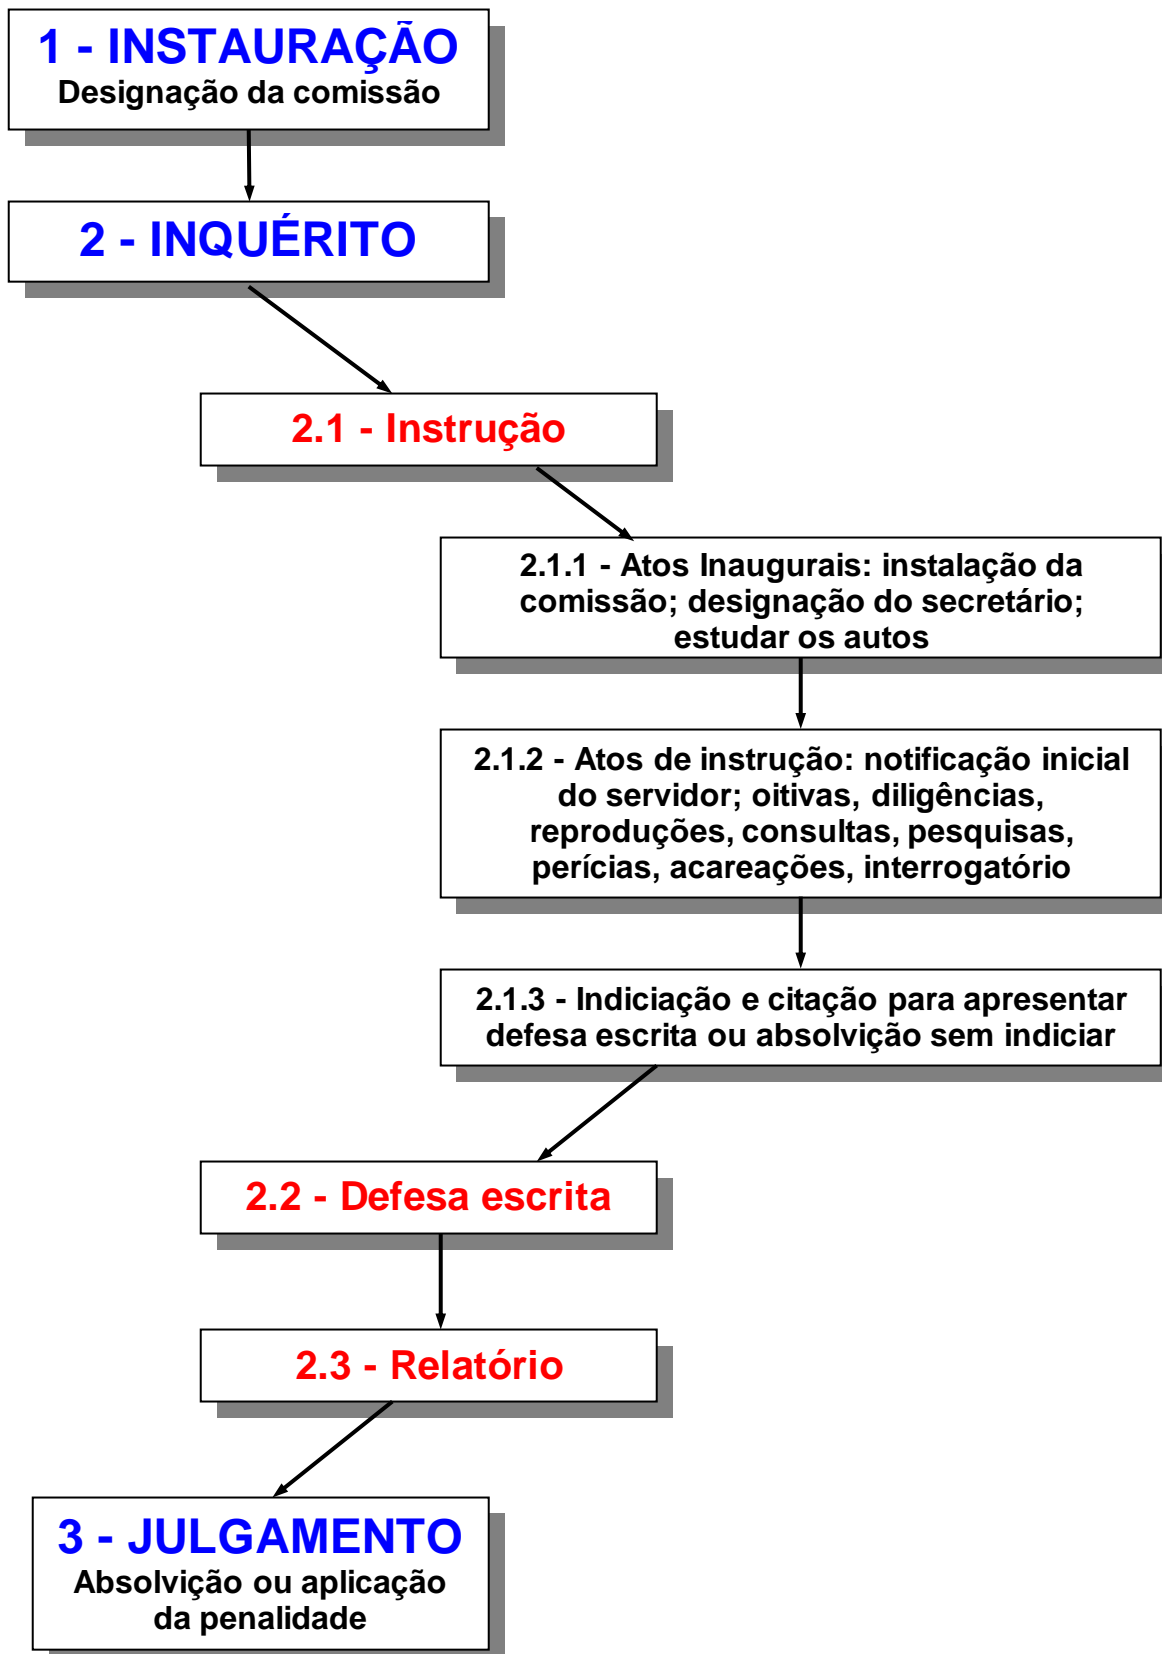 1 - INSTAURAÇÃO
Designação da comissão
2 - INQUÉRITO
2.1 - Instrução
2.1.1 - Atos Inaugurais: instalação da
comissão; designação do secretário;
estudar os autos
2.1.2 - Atos de instrução: notificação inicial
do servidor; oitivas, diligências,
reproduções, consultas, pesquisas,
perícias, acareações, interrogatório
2.1.3 - Indiciação e citação para apresentar
defesa escrita ou absolvição sem indiciar
2.2 - Defesa escrita
2.3 - Relatório
3 - JULGAMENTO
Absolvição ou aplicação
da penalidade